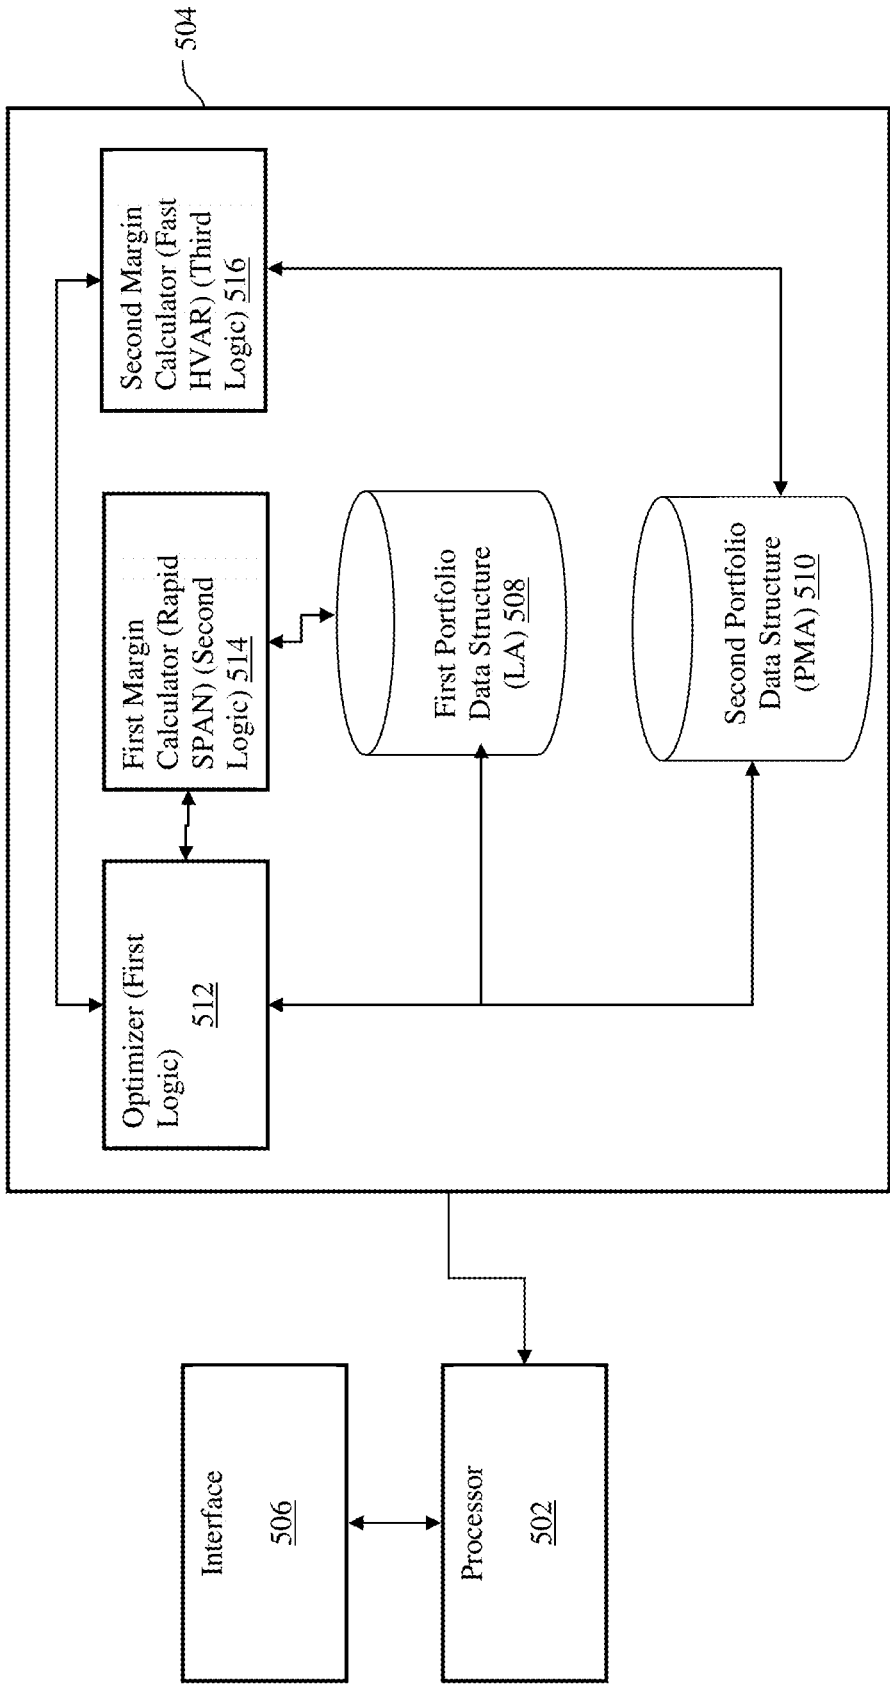 504
Optimizer (First
Logic)
512
First Margin
Calculator (Rapid
SPAN) (Second
Logic) 514
Second Margin
Calculator (Fast
HVAR) (Third
Logic) 516
First Portfolio
Data Structure
(LA) 508
Second Portfolio
Data Structure
(PMA) 510
Interface
506
Processor
502